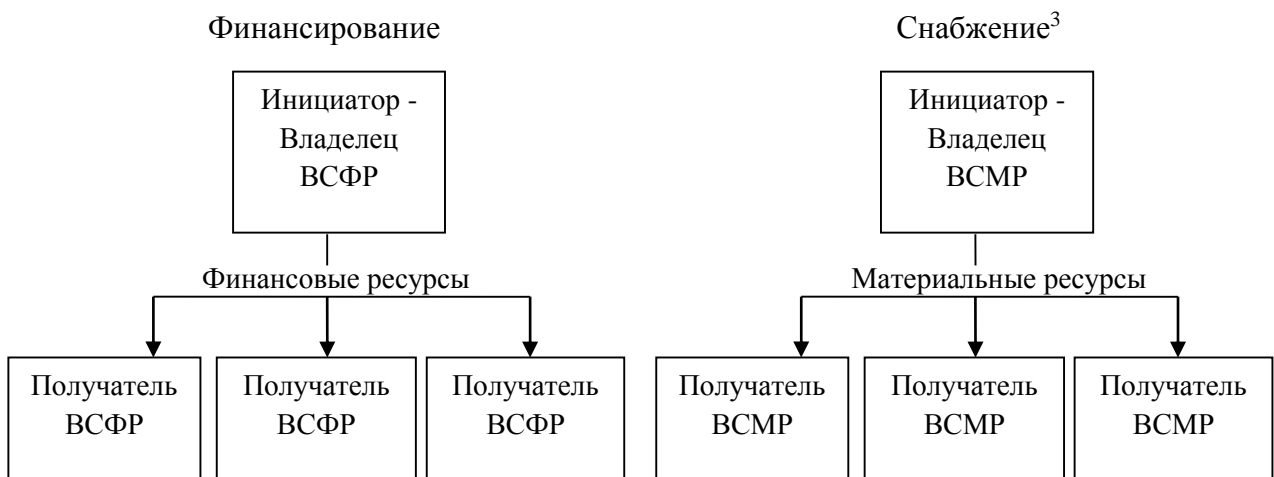 Финансирование
Инициатор -
Владелец
ВСФР
Финансовые ресурсы
Получатель
ВСФР
Получатель
ВСФР
Получатель
ВСФР
Снабжение³
Инициатор -
Владелец
ВСМР
Материальные ресурсы
Получатель
ВСМР
Получатель
ВСМР
Получатель
ВСМР